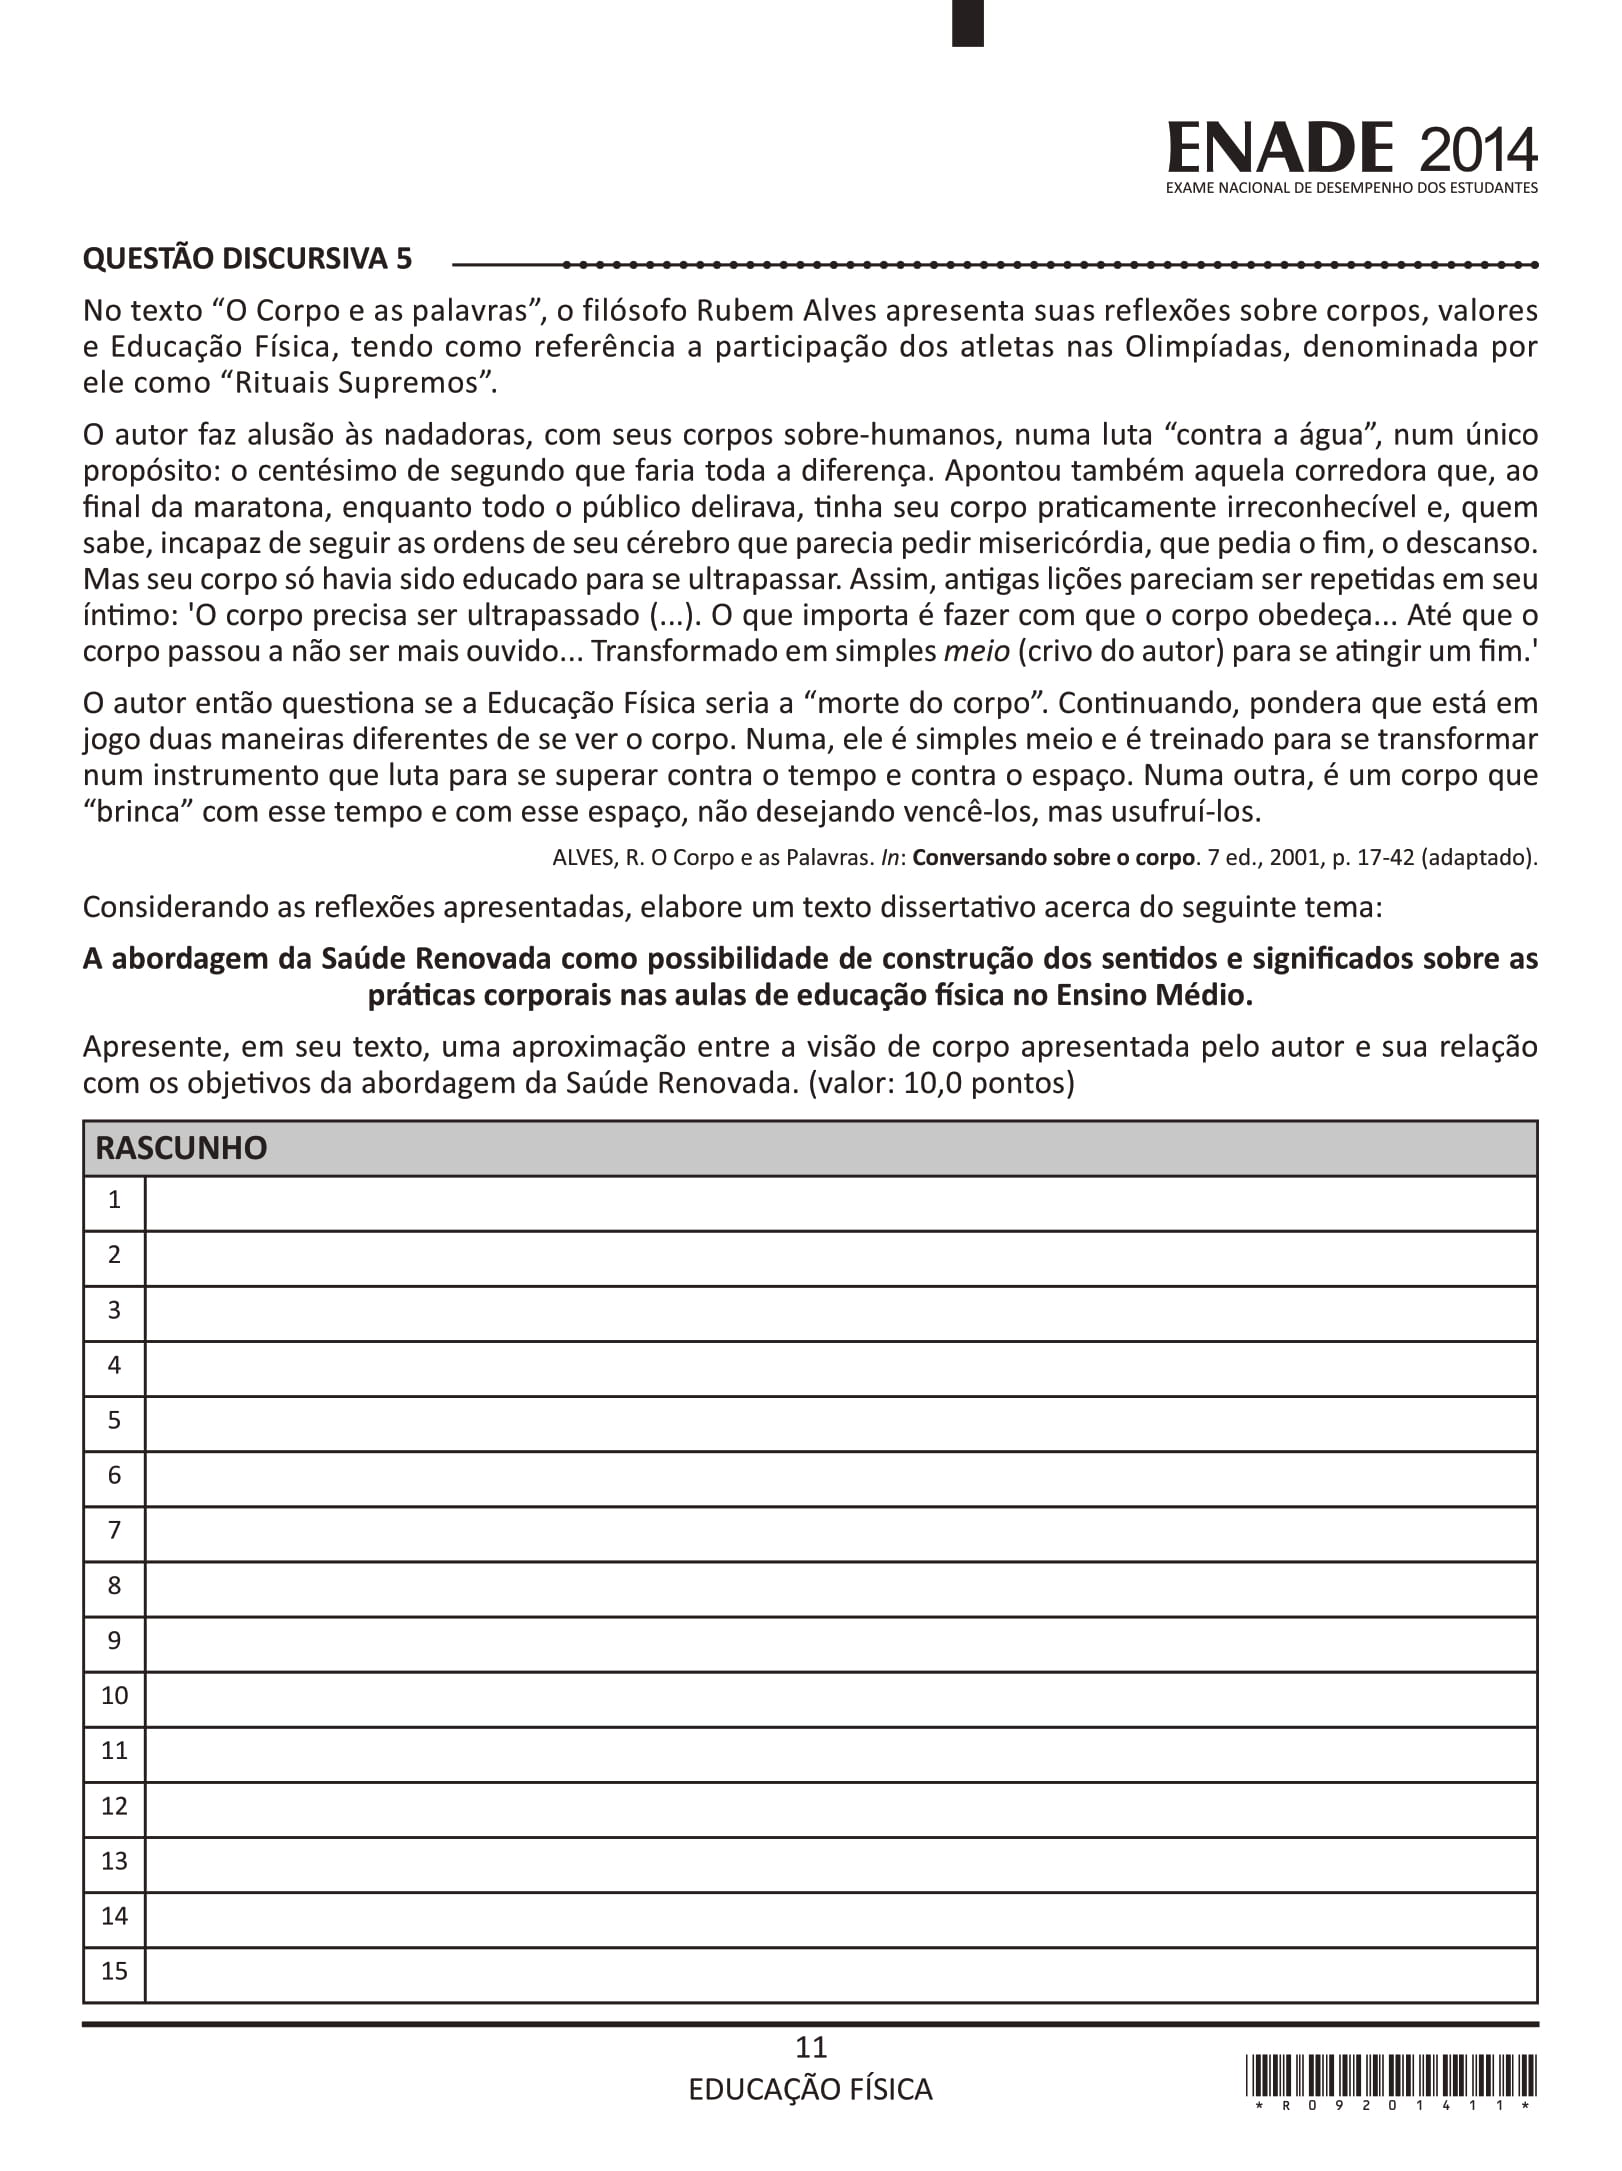 ENADE 2014
EXAME NACIONAL DE DESEMPENHO DOS ESTUDANTES
QUESTÃO DISCURSIVA 5
No texto “O Corpo e as palavras”, o filósofo Rubem Alves apresenta suas reflexões sobre corpos, valores
e Educação Física, tendo como referência a participação dos atletas nas Olimpíadas, denominada por
ele como “Rituais Supremos”.
O autor faz alusão às nadadoras, com seus corpos sobre-humanos, numa luta “contra a água”, num único
propósito: o centésimo de segundo que faria toda a diferença. Apontou também aquela corredora que, ao
final da maratona, enquanto todo o público delirava, tinha seu corpo praticamente irreconhecível e, quem
sabe, incapaz de seguir as ordens de seu cérebro que parecia pedir misericórdia, que pedia o fim, o descanso.
Mas seu corpo só havia sido educado para se ultrapassar. Assim, antigas lições pareciam ser repetidas em seu
íntimo: 'O corpo precisa ser ultrapassado (...). O que importa é fazer com que o corpo obedeça... Até que o
corpo passou a não ser mais ouvido... Transformado em simples meio (crivo do autor) para se atingir um fim.'
O autor então questiona se a Educação Física seria a “morte do corpo”. Continuando, pondera que está em
jogo duas maneiras diferentes de se ver o corpo. Numa, ele é simples meio e é treinado para se transformar
num instrumento que luta para se superar contra o tempo e contra o espaço. Numa outra, é um corpo que
“brinca” com esse tempo e com esse espaço, não desejando vencê-los, mas usufruí-los.
ALVES, R. O Corpo e as Palavras. In: Conversando sobre o corpo. 7 ed., 2001, p. 17-42 (adaptado).
Considerando as reflexões apresentadas, elabore um texto dissertativo acerca do seguinte tema:
A abordagem da Saúde Renovada como possibilidade de construção dos sentidos e significados sobre as
práticas corporais nas aulas de educação física no Ensino Médio.
Apresente, em seu texto, uma aproximação entre a visão de corpo apresentada pelo autor e sua relação
com os objetivos da abordagem da Saúde Renovada. (valor: 10,0 pontos)
RASCUNHO
1
2
3
4
5
6
7
8
9
10
11
12
13
14
15
11
EDUCAÇÃO FÍSICA
*R09201411*